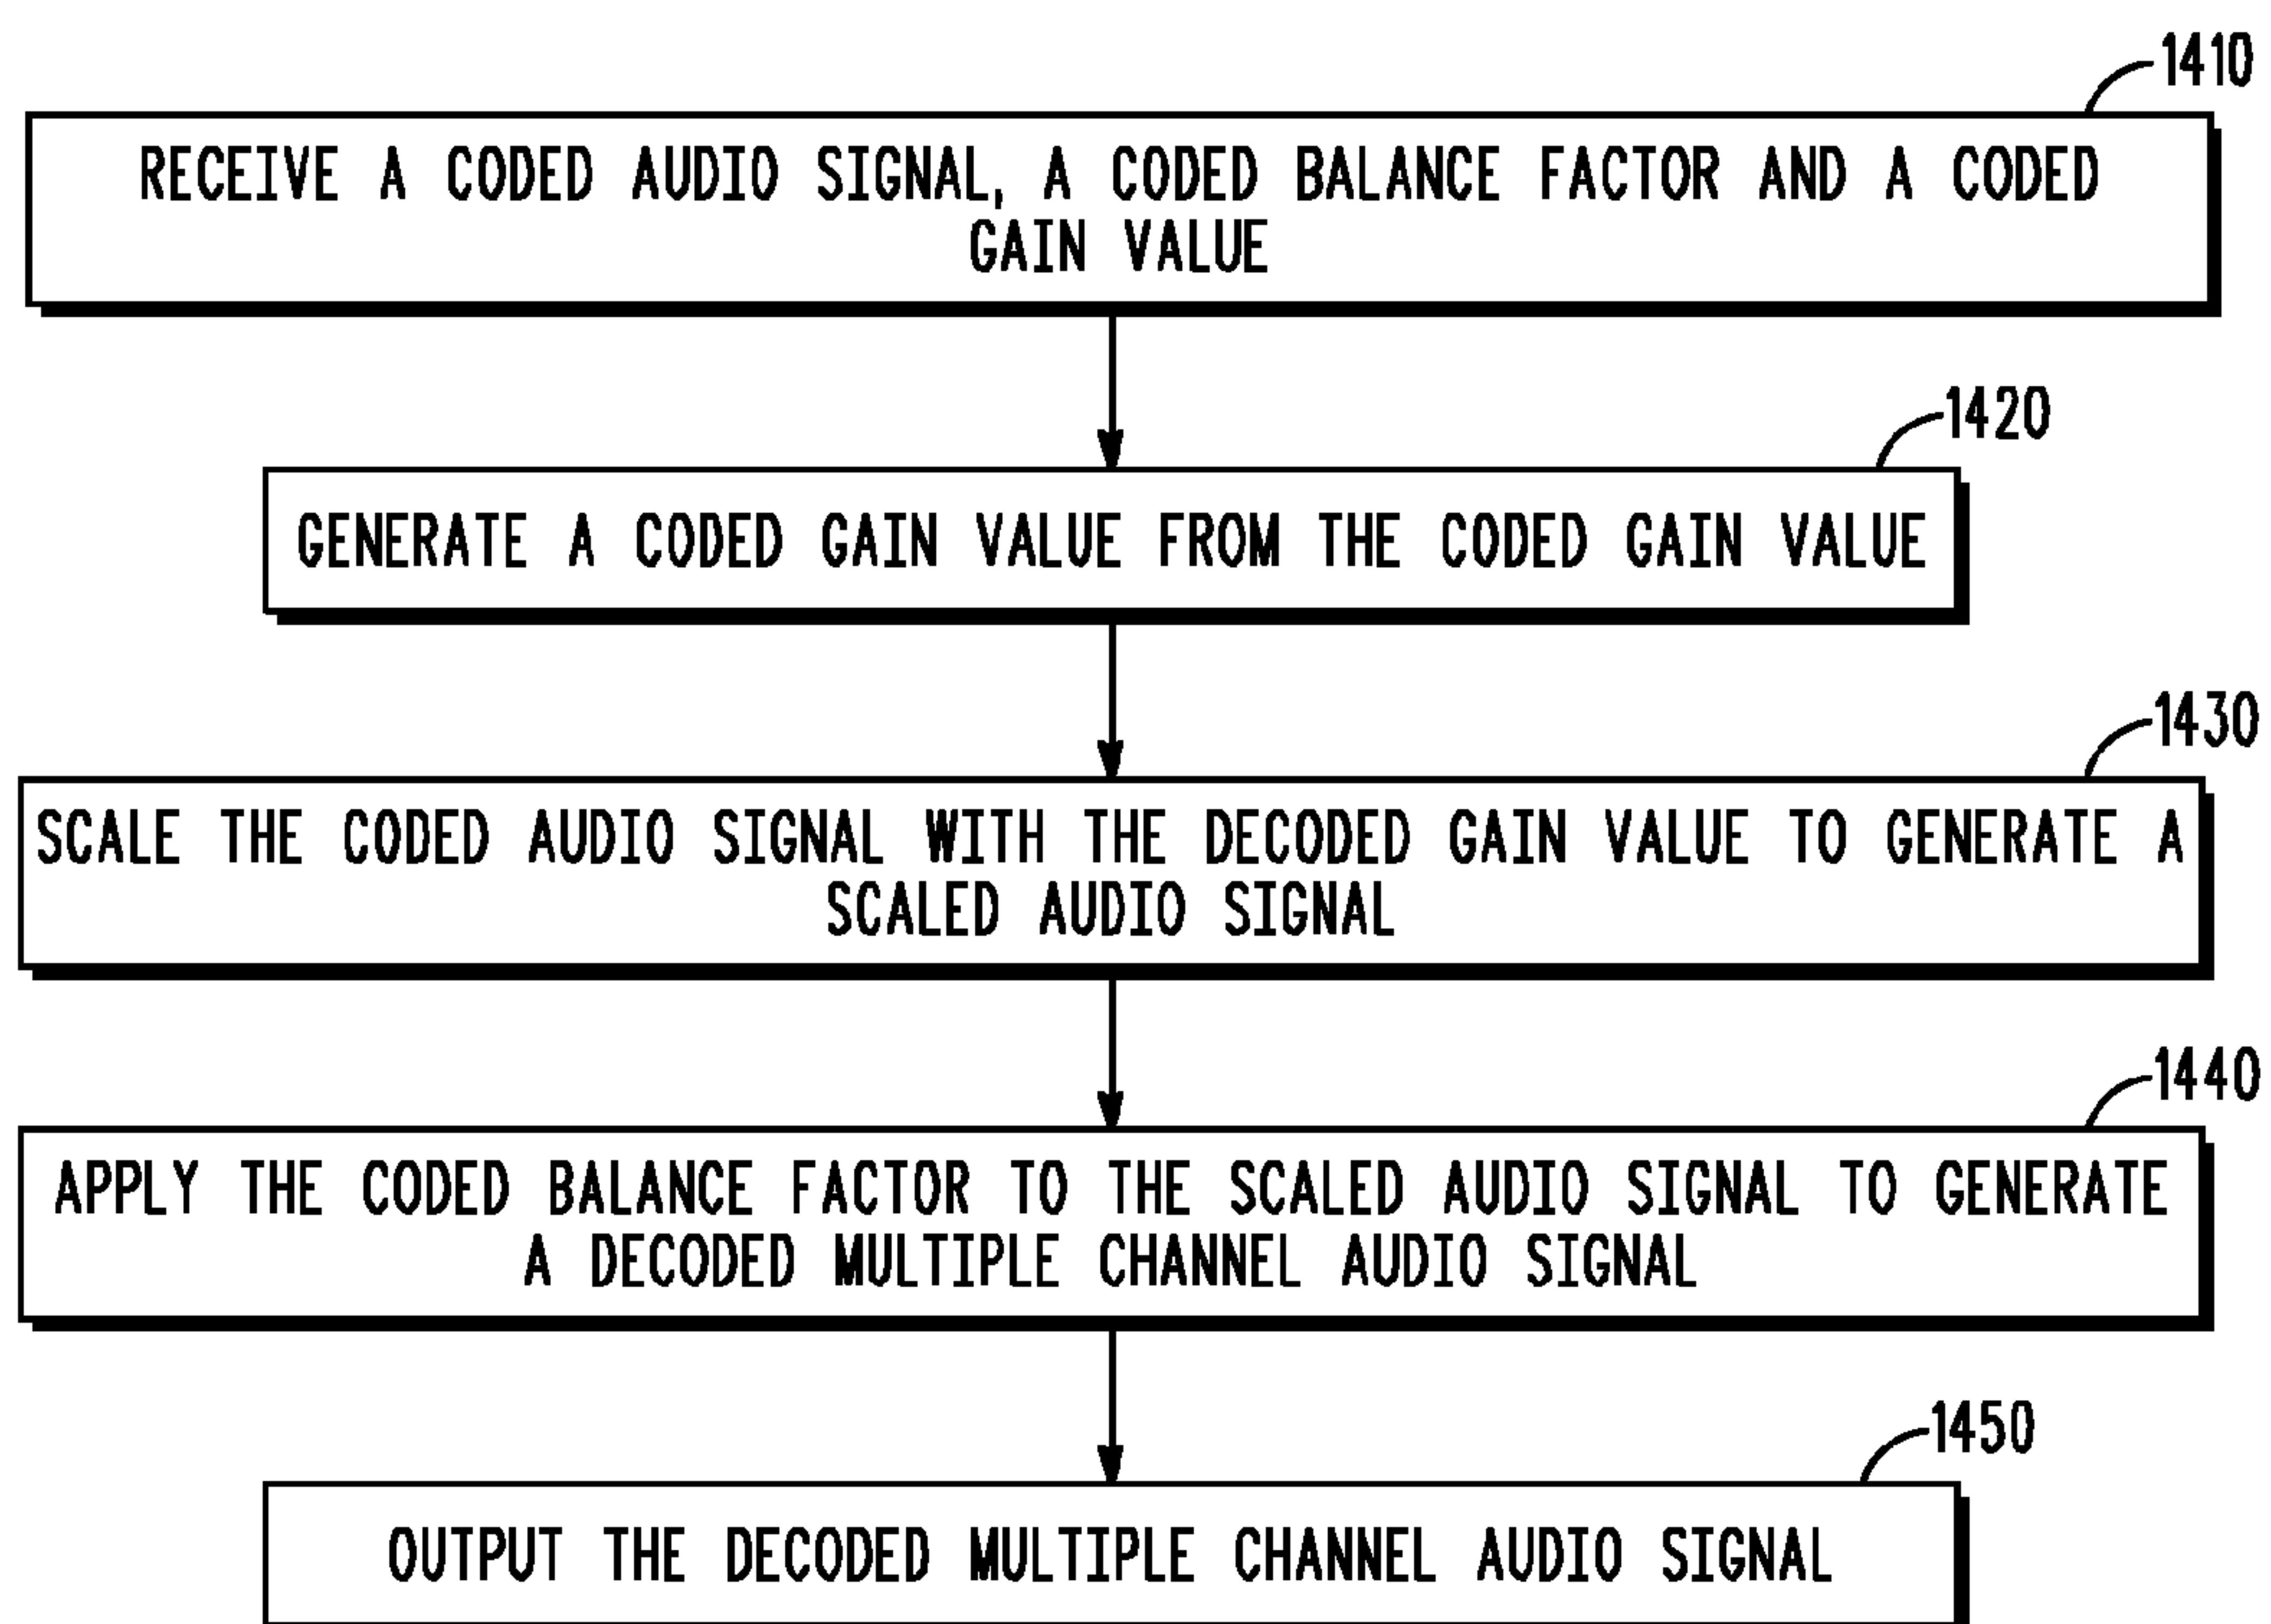 1410
RECEIVE A CODED AUDIO SIGNAL, A CODED BALANCE FACTOR AND A CODED
GAIN VALUE
1420
GENERATE A CODED GAIN VALUE FROM THE CODED GAIN VALUE
1430
SCALE THE CODED AUDIO SIGNAL WITH THE DECODED GAIN VALUE TO GENERATE A
SCALED AUDIO SIGNAL
1440
APPLY THE CODED BALANCE FACTOR TO THE SCALED AUDIO SIGNAL TO GENERATE
A DECODED MULTIPLE CHANNEL AUDIO SIGNAL
1450
OUTPUT THE DECODED MULTIPLE CHANNEL AUDIO SIGNAL